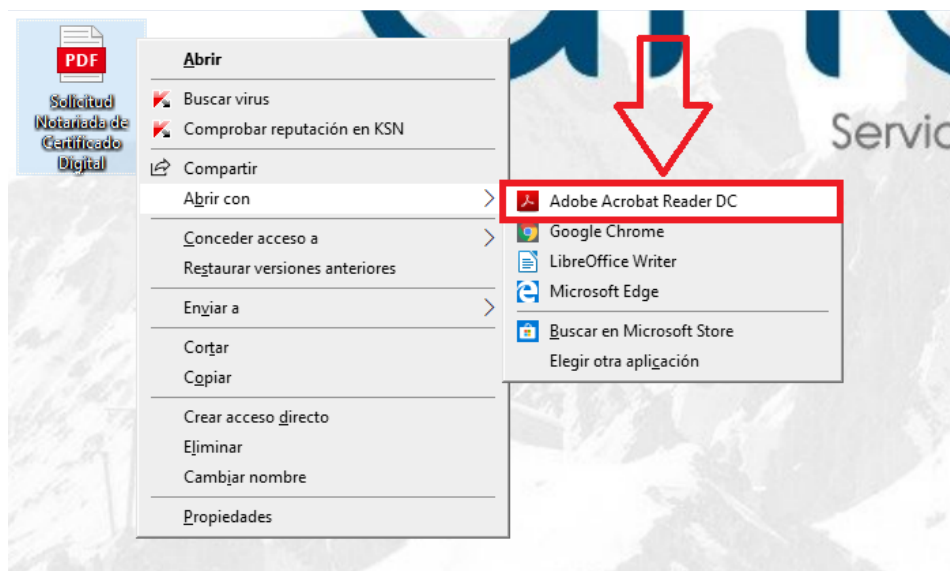 PDF
Solicitud
Notariada de
Certificado
Digital
Abrir
Buscar virus
Comprobar reputación en KSN
Compartir
Abrir con
Conceder acceso a
Restaurar versiones anteriores
Enviar a
Cortar
Copiar
Crear acceso directo
Eliminar
Cambiar nombre
Propiedades
Adobe Acrobat Reader DC
Google Chrome
LibreOffice Writer
Microsoft Edge
Buscar en Microsoft Store
Elegir otra aplicación